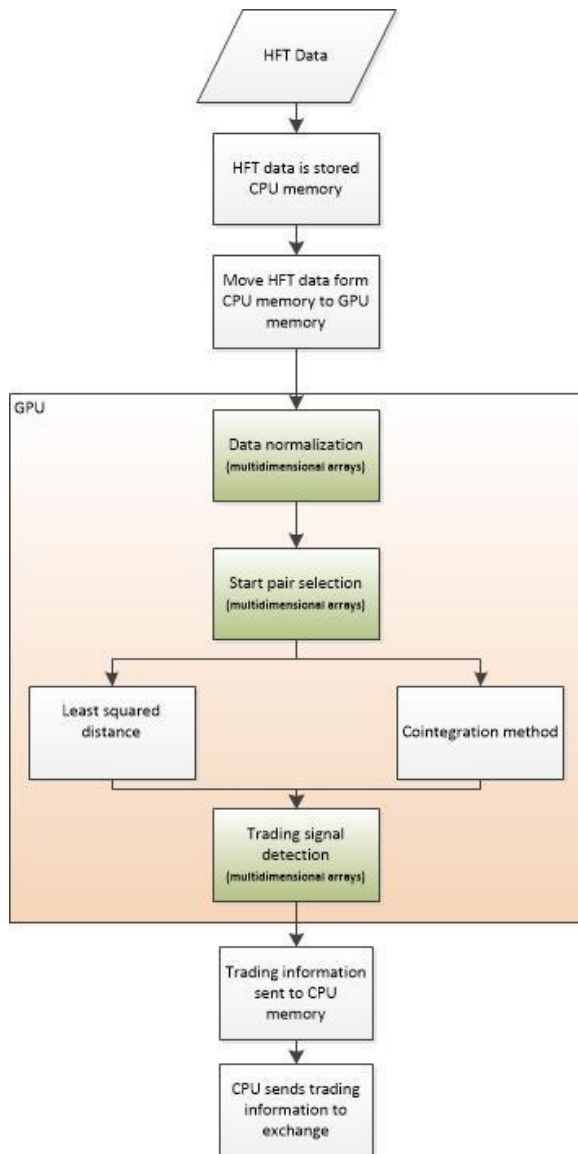 HFT Data
HFT data is stored
CPU memory
Move HFT data form
CPU memory to GPU
memory
GPU
Data normalization
(multidimensional arrays)
Start pair selection
(multidimensional arrays)
Least squared
distance
Cointegration method
Trading signal
detection
(multidimensional arrays)
Trading information
sent to CPU
memory
CPU sends trading
information to
exchange